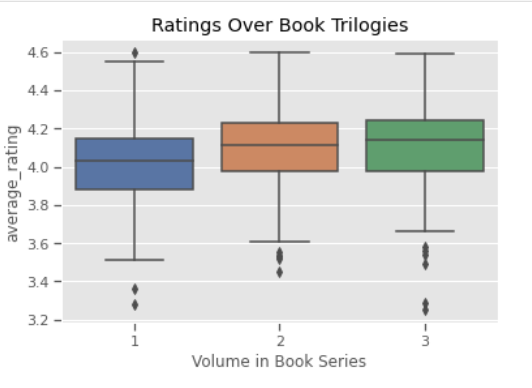 Ratings Over Book Trilogies
4.6
4.4
4.2
4.0
3.8
3.6
3.4
3.2
average_rating
1 2 3
Volume in Book Series